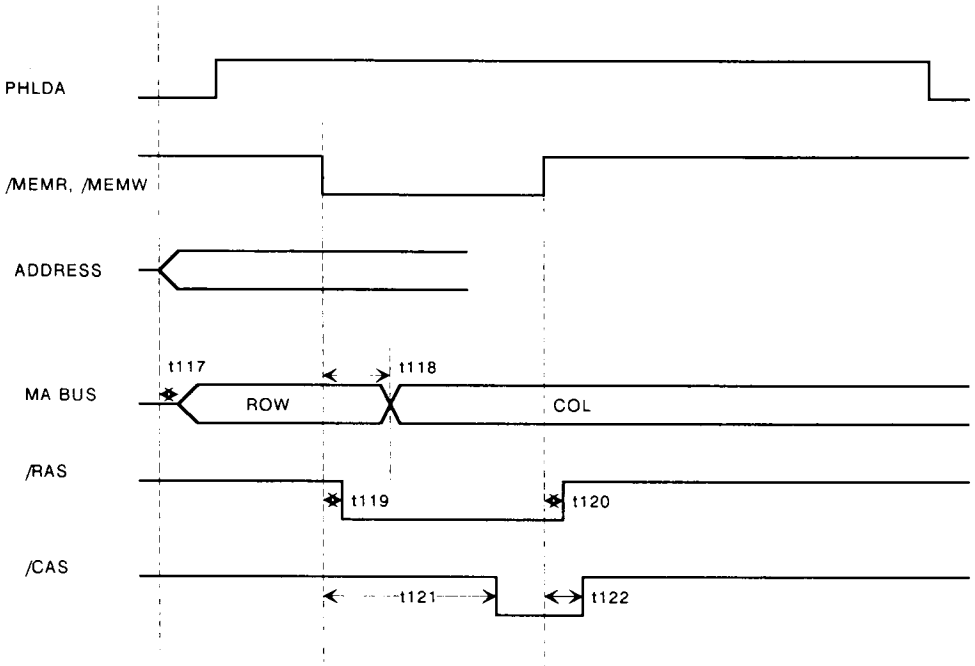 PHLDA
/MEMR, /MEMW
ADDRESS
t117
t118
MA BUS
ROW
COL
/RAS
t119
t120
/CAS
t121
t122